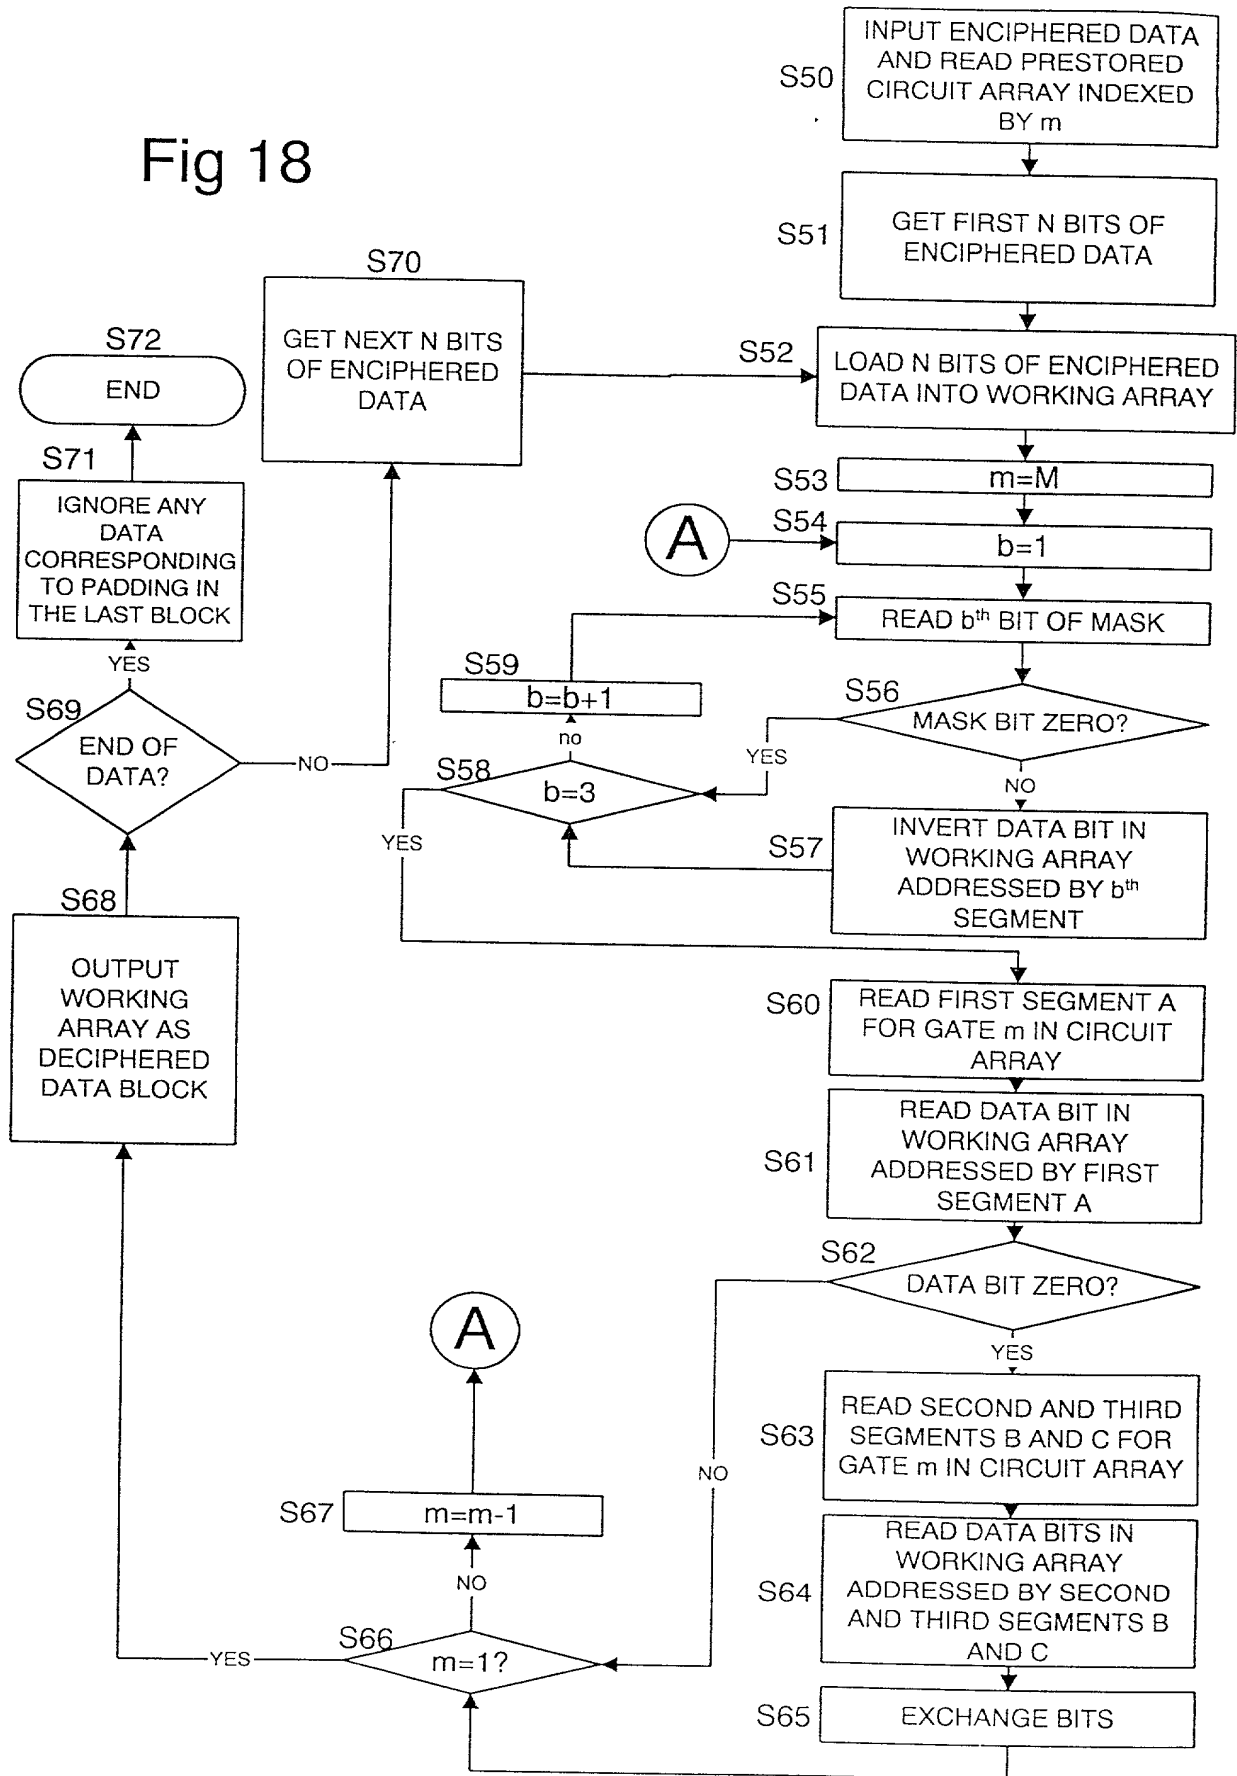 Fig 18
S50
INPUT ENCIPHERED DATA
AND READ PRESTORED
CIRCUIT ARRAY INDEXED
BY m
S51
GET FIRST N BITS OF
ENCIPHERED DATA
S70
GET NEXT N BITS
OF ENCIPHERED
DATA
S52
LOAD N BITS OF ENCIPHERED
DATA INTO WORKING ARRAY
S72
END
S71
IGNORE ANY
DATA
CORRESPONDING
TO PADDING IN
THE LAST BLOCK
S53
m=M
A
S54
b=1
S55
READ bth BIT OF MASK
YES
S59
b=b+1
no
S56
MASK BIT ZERO?
YES
NO
S69
END OF
DATA?
NO
S58
b=3
YES
S57
INVERT DATA BIT IN
WORKING ARRAY
ADDRESSED BY bth
SEGMENT
S68
OUTPUT
WORKING
ARRAY AS
DECIPHERED
DATA BLOCK
S60
READ FIRST SEGMENT A
FOR GATE m IN CIRCUIT
ARRAY
S61
READ DATA BIT IN
WORKING ARRAY
ADDRESSED BY FIRST
SEGMENT A
S62
DATA BIT ZERO?
YES
NO
A
S63
READ SECOND AND THIRD
SEGMENTS B AND C FOR
GATE m IN CIRCUIT ARRAY
S67
m=m-1
NO
S64
READ DATA BITS IN
WORKING ARRAY
ADDRESSED BY SECOND
AND THIRD SEGMENTS B
AND C
S66
m=1?
YES
S65
EXCHANGE BITS